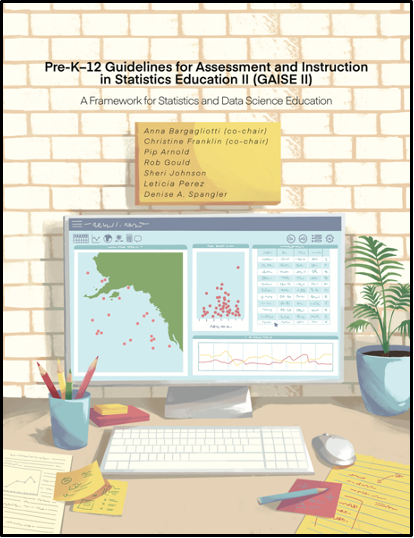 Pre-K–12 Guidelines for Assessment and Instruction
in Statistics Education II (GAISE II)
A Framework for Statistics and Data Science Education
Anna Bargagliotti (co-chair)
Christine Franklin (co-chair)
Pip Arnold
Rob Gould
Sheri Johnson
Leticia Perez
Denise A. Spangler